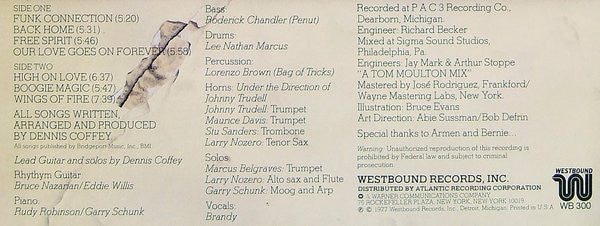 SIDE ONE
FUNK CONNECTION (5:20)
BACK HOME (5:31)
FREE SPIRIT (5:46)
OUR LOVE GOES ON FOREVER (5:58)
SIDE TWO
HIGH ON LOVE (6:37)
BOOGIE MAGIC (5:47)
WINGS OF FIRE (7:39)
ALL SONGS WRITTEN,
ARRANGED AND PRODUCED
BY DENNIS COFFEY
All songs published by Bridgeport Music, Inc., BMI.
Lead Guitar and solos by Dennis Coffey
Rhythym Guitar
Bruce Nazarian/Eddie Willis
Piano:
Rudy Robinson/Garry Schunk
Bass:
Roderick Chandler (Penut)
Drums:
Lee Nathan Marcus
Percussion:
Lorenzo Brown (Bag of Tricks)
Horns: Under the Direction of
Johnny Trudell
Johnny Trudell: Trumpet
Maurice Davis: Trumpet
Stu Sanders: Trombone
Larry Nozero: Tenor Sax
Solos:
Marcus Belgraves: Trumpet
Larry Nozero: Alto sax and Flute
Garry Schunk: Moog and Arp
Vocals:
Brandy
Recorded at P A C 3 Recording Co.,
Dearborn, Michigan.
Engineer: Richard Becker
Mixed at Sigma Sound Studios,
Philadelphia, Pa.
Engineers: Jay Mark & Arthur Stoppe
"A TOM MOULTON MIX"
Mastered by José Rodriguez, Frankford/
Wayne Mastering Labs, New York.
Illustration: Bruce Evans
Art Direction: Abie Sussman/Bob Defrin
Special thanks to Armen and Bernie...
Warning: Unauthorized reproduction of this recording is
prohibited by Federal law and subject to criminal
prosecution.
WESTBOUND RECORDS, INC.
DISTRIBUTED BY ATLANTIC RECORDING CORPORATION
A WARNER COMMUNICATIONS COMPANY
75 ROCKEFELLER PLAZA, NEW YORK, NEW YORK 10019.
℗ © 1977 Westbound Records, Inc., Detroit, Michigan. Printed in U.S.A.
WESTBOUND
WB 300